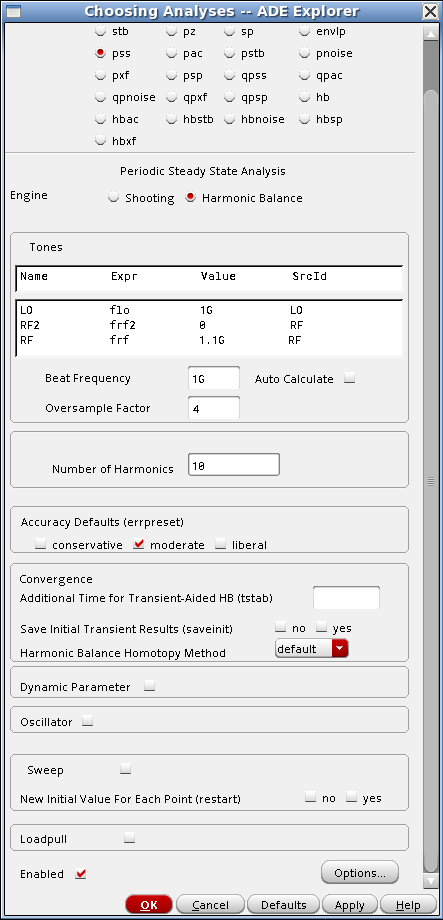 Choosing Analyses -- ADE Explorer
stb pz sp envlp
pss pac pstb pnoise
pxf psp qpss qpac
qpnoise qpxf qpsp hb
hbac hbstb hbnoise hbsp
hbxf
Periodic Steady State Analysis
Engine Shooting Harmonic Balance
Tones
Name Expr Value SrcId
LO flo 1G LO
RF2 frf2 0 RF
RF frf 1.1G RF
Beat Frequency 1G Auto Calculate
Oversample Factor 4
Number of Harmonics 10
Accuracy Defaults (errpreset)
conservative moderate liberal
Convergence
Additional Time for Transient-Aided HB (tstab)
Save Initial Transient Results (saveinit) no yes
Harmonic Balance Homotopy Method default
Dynamic Parameter
Oscillator
Sweep
New Initial Value For Each Point (restart) no yes
Loadpull
Enabled Options...
OK Cancel Defaults Apply Help